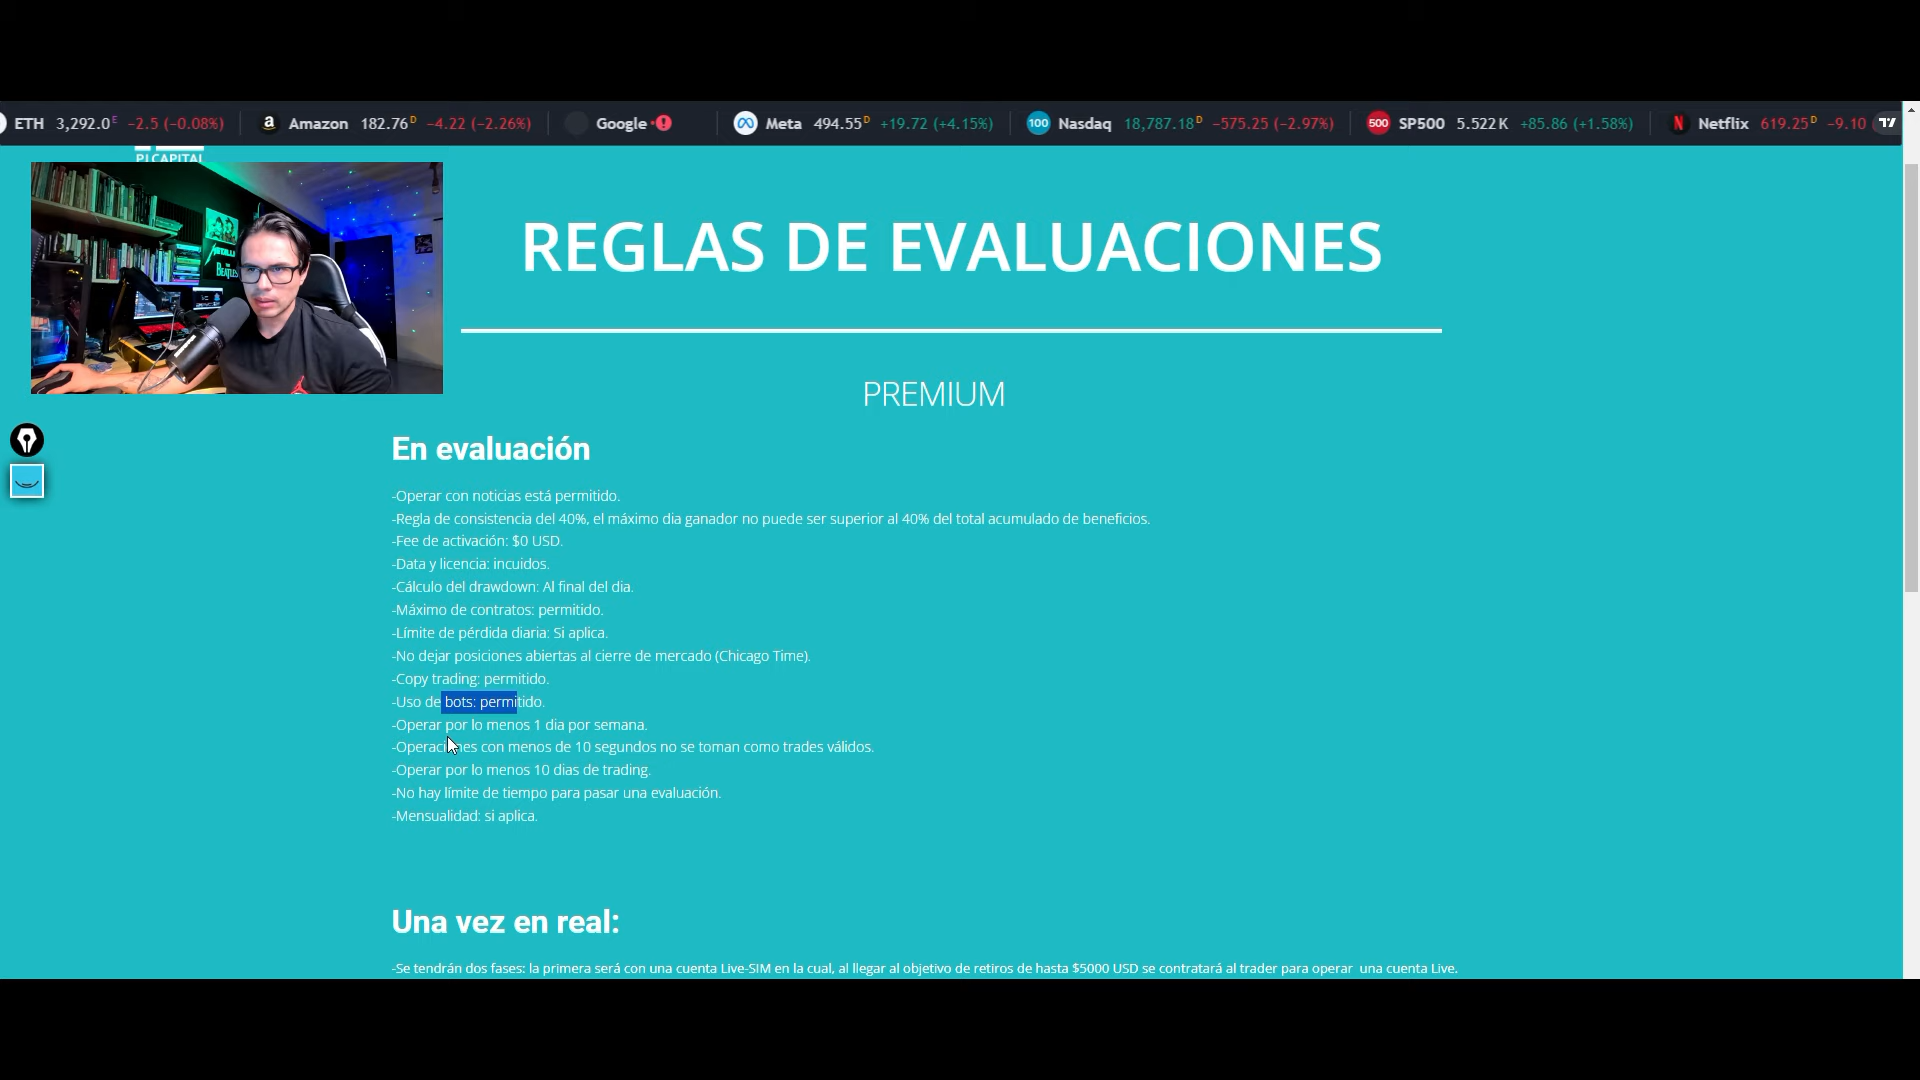 ETH 3,292.0 E −2.5 (−0.08%) Amazon 182.76 D −4.22 (−2.26%) Google Meta 494.55 D +19.72 (+4.15%) 100 Nasdaq 18,787.18 D −575.25 (−2.97%) 500 SP500 5.522 K +85.86 (+1.58%) N Netflix 619.25 D −9.10
PJ CAPITAL
METALLICA
The BEATLES
REGLAS DE EVALUACIONES
PREMIUM
En evaluación
-Operar con noticias está permitido.
-Regla de consistencia del 40%, el máximo dia ganador no puede ser superior al 40% del total acumulado de beneficios.
-Fee de activación: $0 USD.
-Data y licencia: incuidos.
-Cálculo del drawdown: Al final del dia.
-Máximo de contratos: permitido.
-Límite de pérdida diaria: Si aplica.
-No dejar posiciones abiertas al cierre de mercado (Chicago Time).
-Copy trading: permitido.
-Uso de bots: permitido.
-Operar por lo menos 1 dia por semana.
-Operaciones con menos de 10 segundos no se toman como trades válidos.
-Operar por lo menos 10 dias de trading.
-No hay límite de tiempo para pasar una evaluación.
-Mensualidad: si aplica.
Una vez en real:
-Se tendrán dos fases: la primera será con una cuenta Live-SIM en la cual, al llegar al objetivo de retiros de hasta $5000 USD se contratará al trader para operar una cuenta Live.